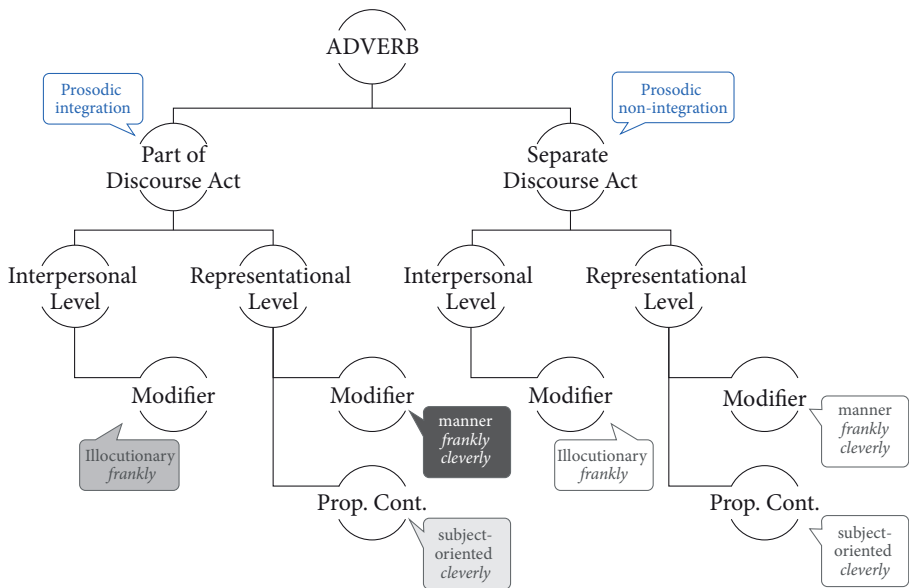 ADVERB
Prosodic
integration
Prosodic
non-integration
Part of
Discourse Act
Separate
Discourse Act
Interpersonal
Level
Representational
Level
Interpersonal
Level
Representational
Level
Modifier
Modifier
Modifier
Modifier
Illocutionary
frankly
manner
frankly
cleverly
Illocutionary
frankly
manner
frankly
cleverly
Prop. Cont.
Prop. Cont.
subject-
oriented
cleverly
subject-
oriented
cleverly